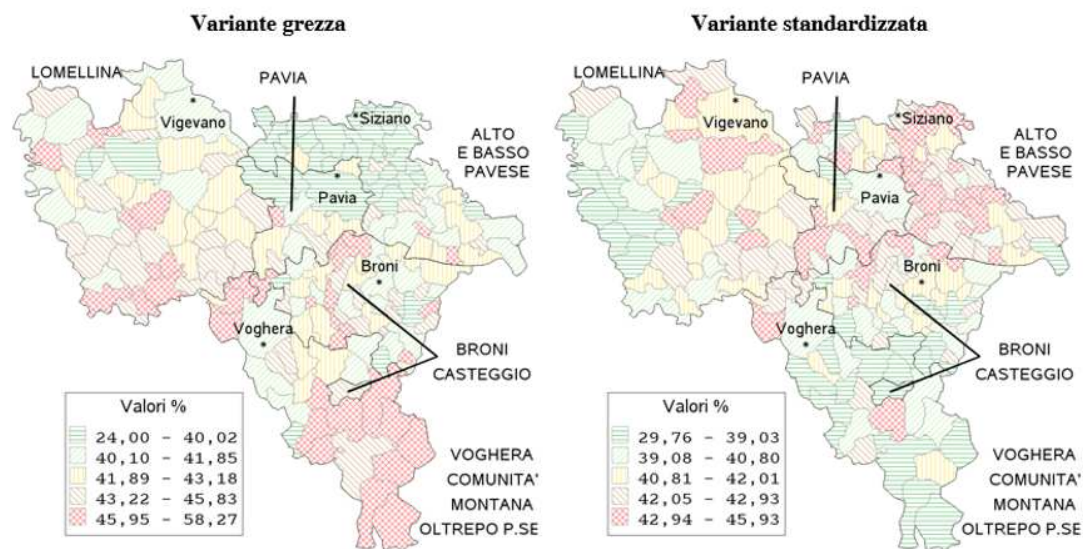 Variante grezza
LOMELLINA
PAVIA
Vigevano
Siziano
ALTO
E BASSO
PAVESE
Pavia
Broni
Voghera
BRONI
CASTEGGIO
Valori %
24,00 - 40,02
40,10 - 41,85
41,89 - 43,18
43,22 - 45,83
45,95 - 58,27
VOGHERA
COMUNITA'
MONTANA
OLTREPO P.SE
Variante standardizzata
LOMELLINA
PAVIA
Vigevano
Siziano
ALTO
E BASSO
PAVESE
Pavia
Broni
Voghera
BRONI
CASTEGGIO
Valori %
29,76 - 39,03
39,08 - 40,80
40,81 - 42,01
42,05 - 42,93
42,94 - 45,93
VOGHERA
COMUNITA'
MONTANA
OLTREPO P.SE